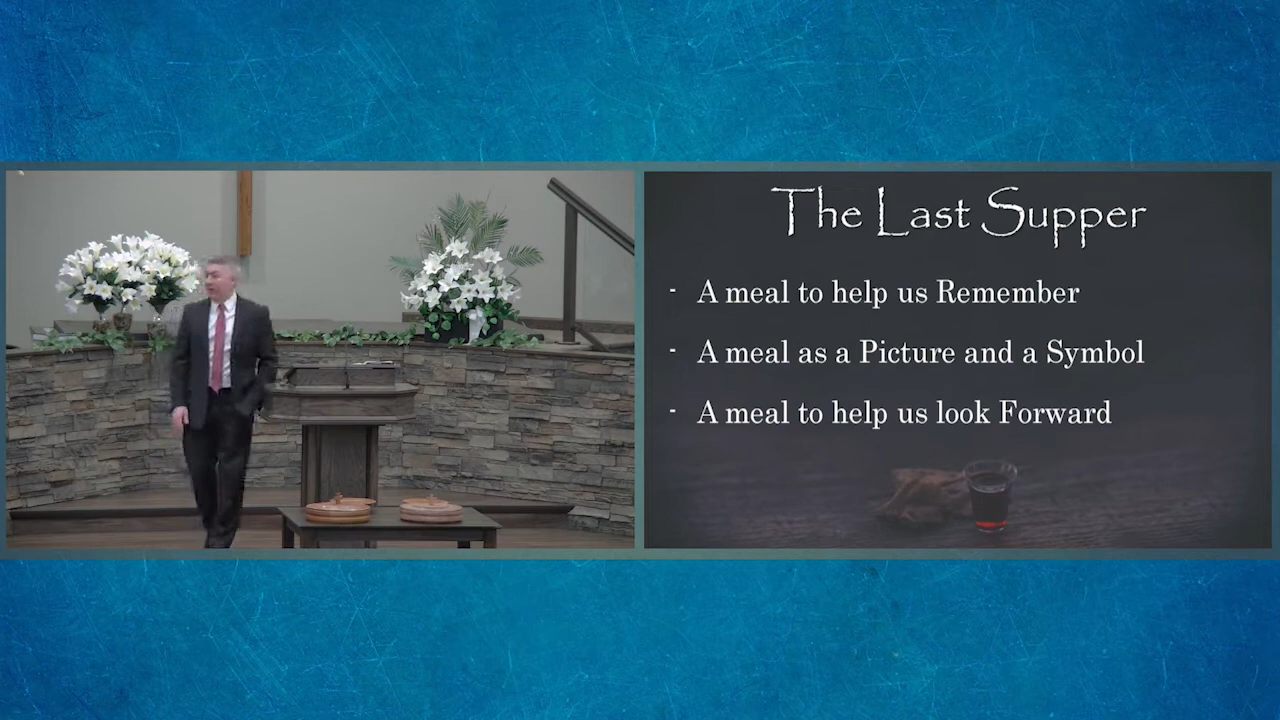 The Last Supper
- A meal to help us Remember
- A meal as a Picture and a Symbol
- A meal to help us look Forward